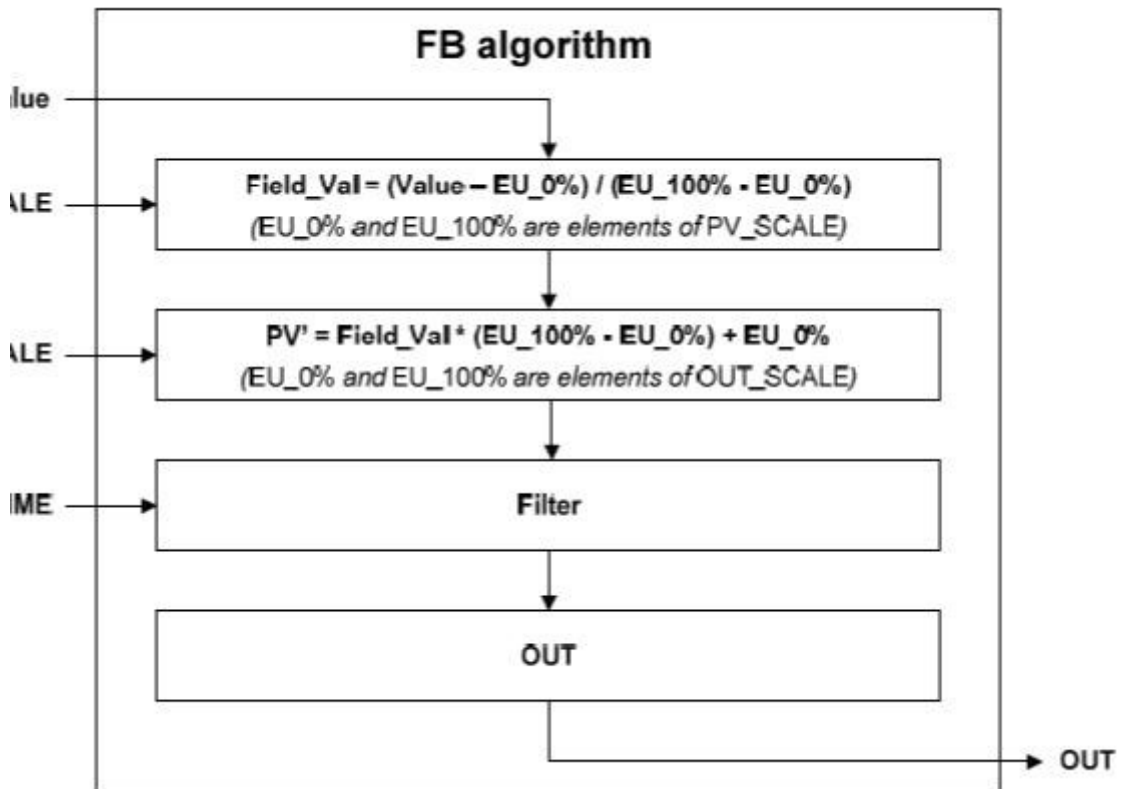 FB algorithm
alue
Field_Val = (Value – EU_0%) / (EU_100% - EU_0%)
ALE
(EU_0% and EU_100% are elements of PV_SCALE)
PV' = Field_Val * (EU_100% - EU_0%) + EU_0%
ALE
(EU_0% and EU_100% are elements of OUT_SCALE)
IME
Filter
OUT
OUT